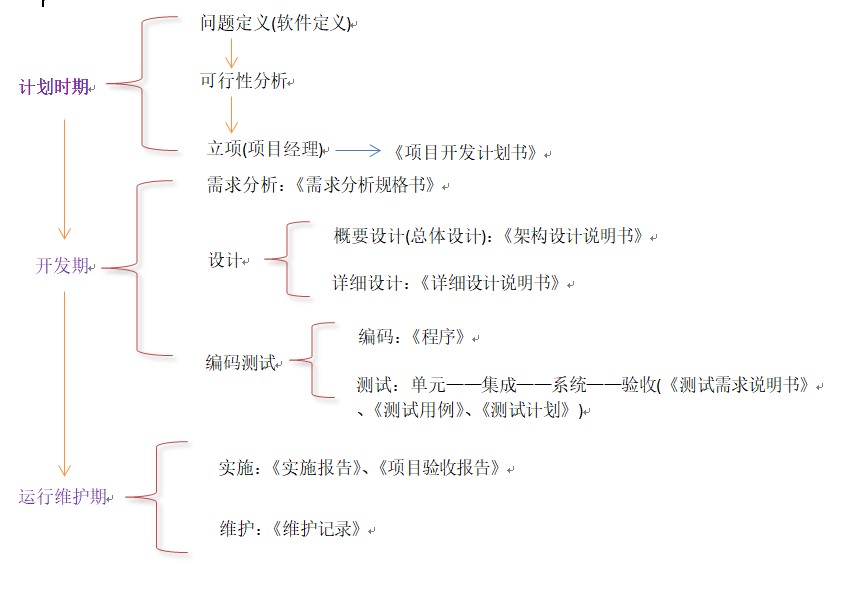 问题定义(软件定义)
可行性分析
计划时期
立项(项目经理)
《项目开发计划书》
需求分析：《需求分析规格书》
概要设计(总体设计)：《架构设计说明书》
设计
开发期
详细设计：《详细设计说明书》
编码：《程序》
编码测试
测试：单元——集成——系统——验收(《测试需求说明书》
、《测试用例》、《测试计划》)
实施：《实施报告》、《项目验收报告》
运行维护期
维护：《维护记录》